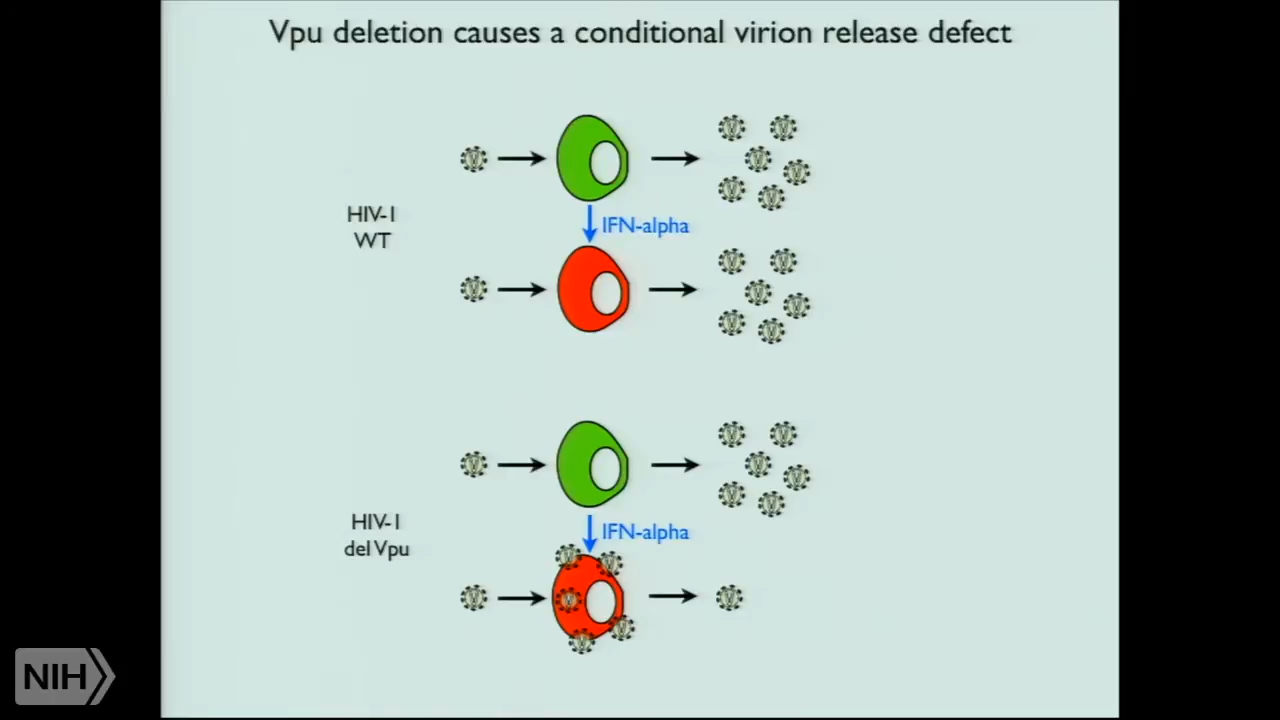 Vpu deletion causes a conditional virion release defect
HIV-1
WT
IFN-alpha
HIV-1
del Vpu
IFN-alpha
NIH